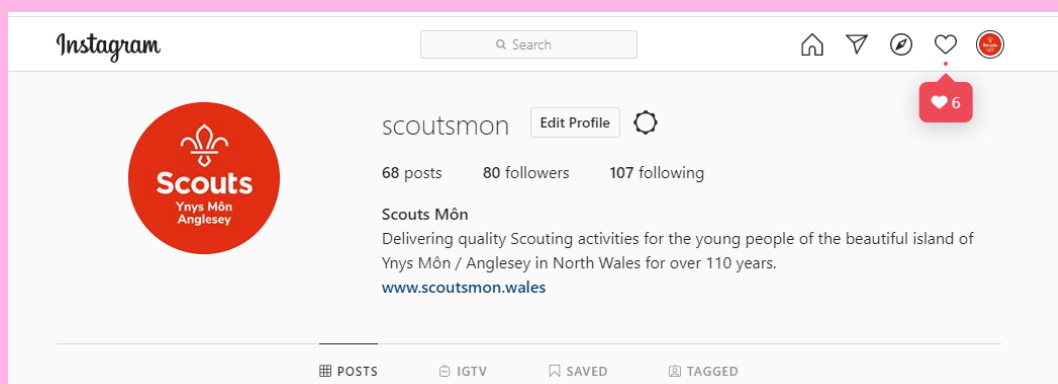 Instagram
Search
6
scoutsmon Edit Profile
68 posts 80 followers 107 following
Scouts
Ynys Môn
Anglesey
Scouts Môn
Delivering quality Scouting activities for the young people of the beautiful island of
Ynys Môn / Anglesey in North Wales for over 110 years.
www.scoutsmon.wales
POSTS IGTV SAVED TAGGED